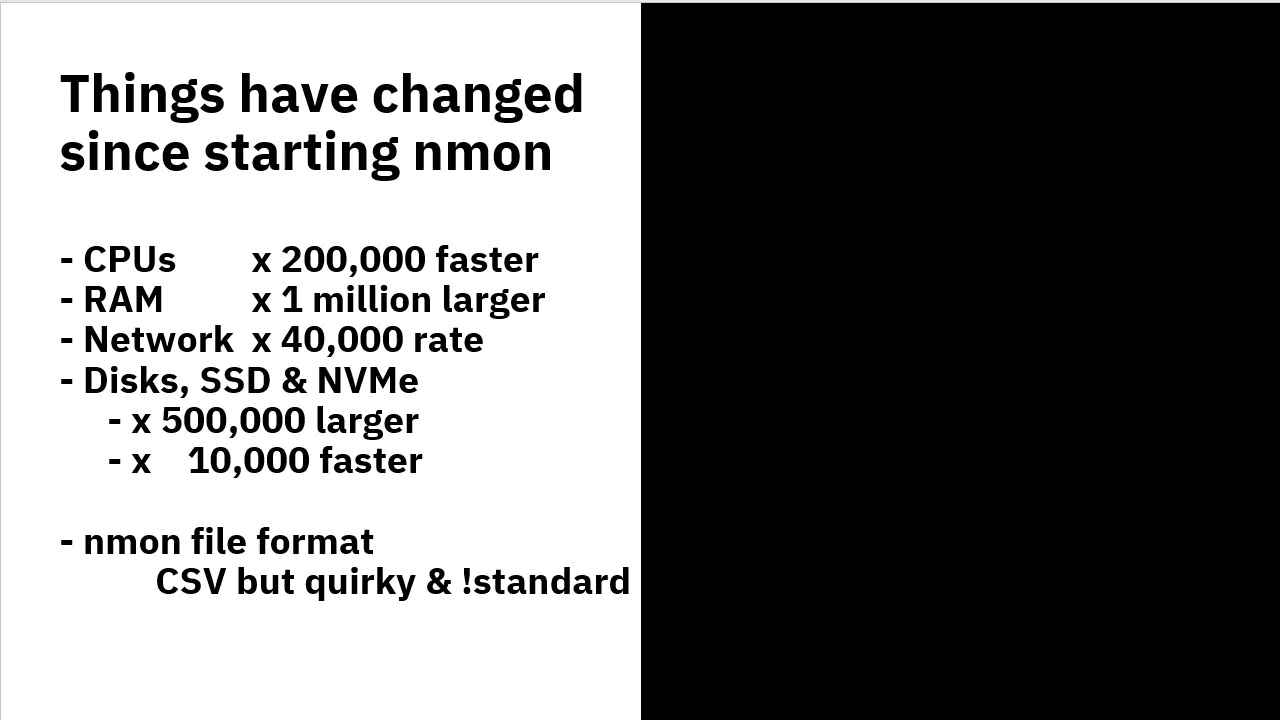 Things have changed
since starting nmon
- CPUs x 200,000 faster
- RAM x 1 million larger
- Network x 40,000 rate
- Disks, SSD & NVMe
- x 500,000 larger
- x 10,000 faster
- nmon file format
CSV but quirky & !standard